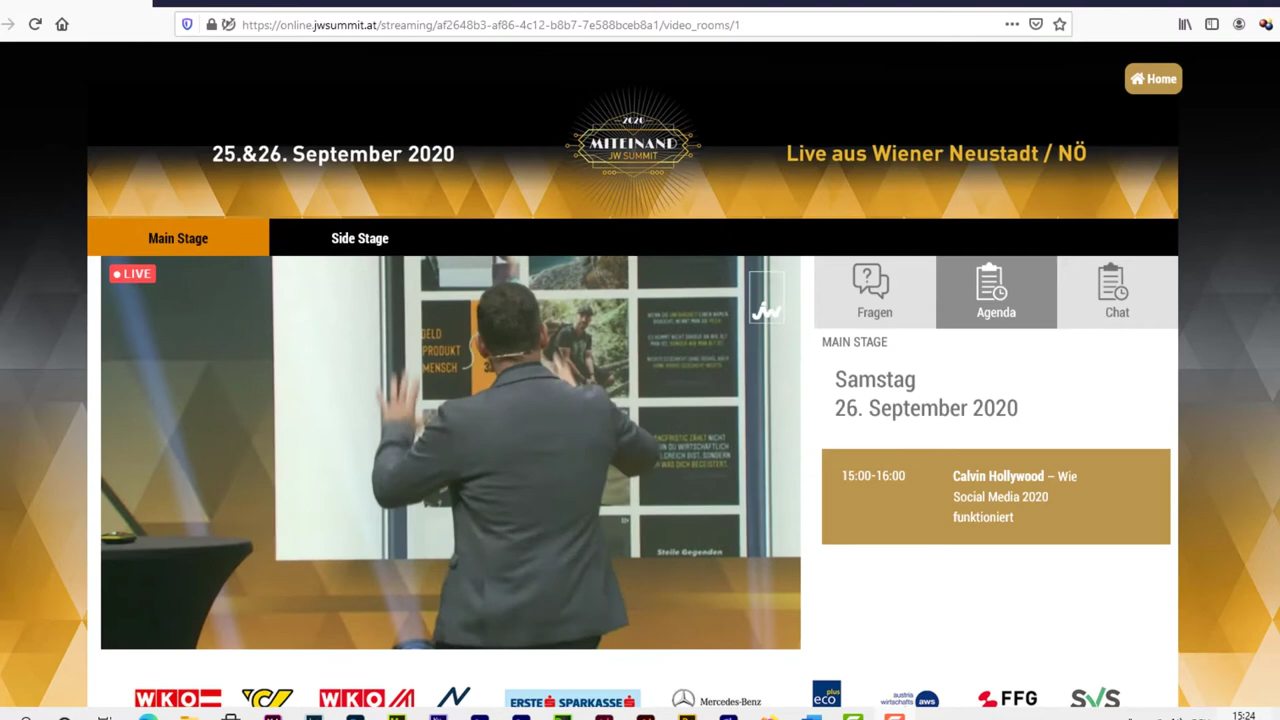 https://online.jwsummit.at/streaming/af2648b3-af86-4c12-b8b7-7e588bceb8a1/video_rooms/1
Home
25.&26. September 2020
2020
MITEINAND
JW SUMMIT
Live aus Wiener Neustadt / NÖ
Main Stage
Side Stage
LIVE
jw
GELD
PRODUKT
MENSCH
Steile Gegenden
Fragen
Agenda
Chat
MAIN STAGE
Samstag
26. September 2020
15:00-16:00
Calvin Hollywood – Wie
Social Media 2020
funktioniert
WKO
WKO
ERSTE SPARKASSE
Mercedes-Benz
eco plus
austria wirtschafts aws
FFG
SVS
15:24